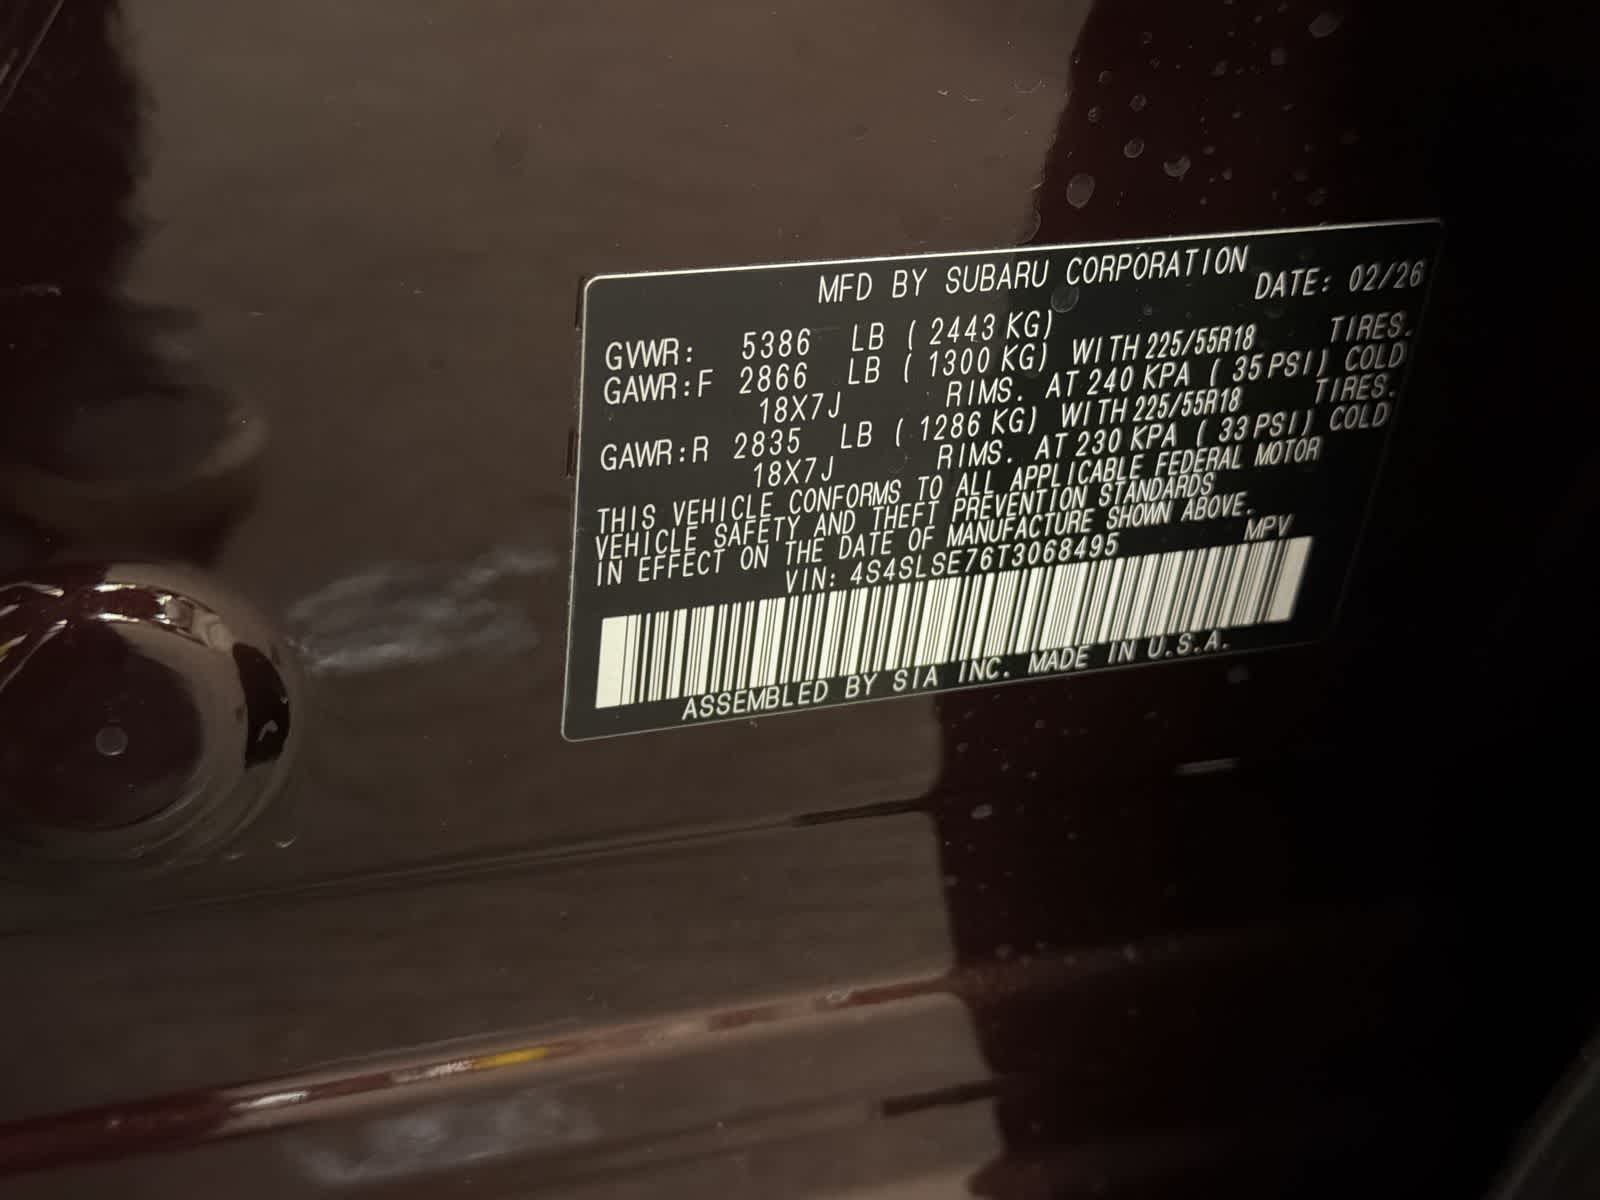 MFD BY SUBARU CORPORATION
DATE: 02/26
GVWR: 5386 LB ( 2443 KG)
GAWR:F 2866 LB ( 1300 KG) WITH 225/55R18 TIRES.
18X7J RIMS. AT 240 KPA ( 35 PSI) COLD
GAWR:R 2835 LB ( 1286 KG) WITH 225/55R18 TIRES.
18X7J RIMS. AT 230 KPA ( 33 PSI) COLD
THIS VEHICLE CONFORMS TO ALL APPLICABLE FEDERAL MOTOR
VEHICLE SAFETY AND THEFT PREVENTION STANDARDS
IN EFFECT ON THE DATE OF MANUFACTURE SHOWN ABOVE.
VIN: 4S4SLSE76T3068495 MPV
ASSEMBLED BY SIA INC. MADE IN U.S.A.